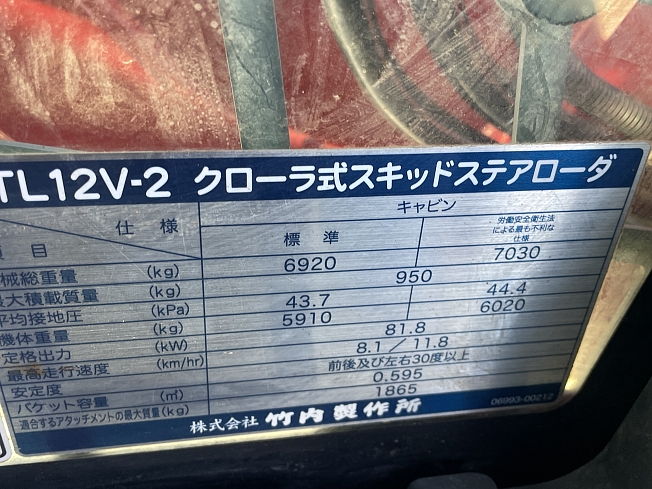 TL12V-2 クローラ式スキッドステアローダ
仕様
項目
キャビン
標準
労働安全衛生法
による最も不利な
仕様
機械総重量 (kg) 6920 7030
最大積載質量 (kg) 950
平均接地圧 (kPa) 43.7 44.4
機体重量 (kg) 5910 6020
定格出力 (kW) 81.8
最高走行速度 (km/hr) 8.1/11.8
安定度 前後及び左右30度以上
バケット容量 (㎥) 0.595
適合するアタッチメントの最大質量(kg) 1865
株式会社 竹内製作所
06993-00212